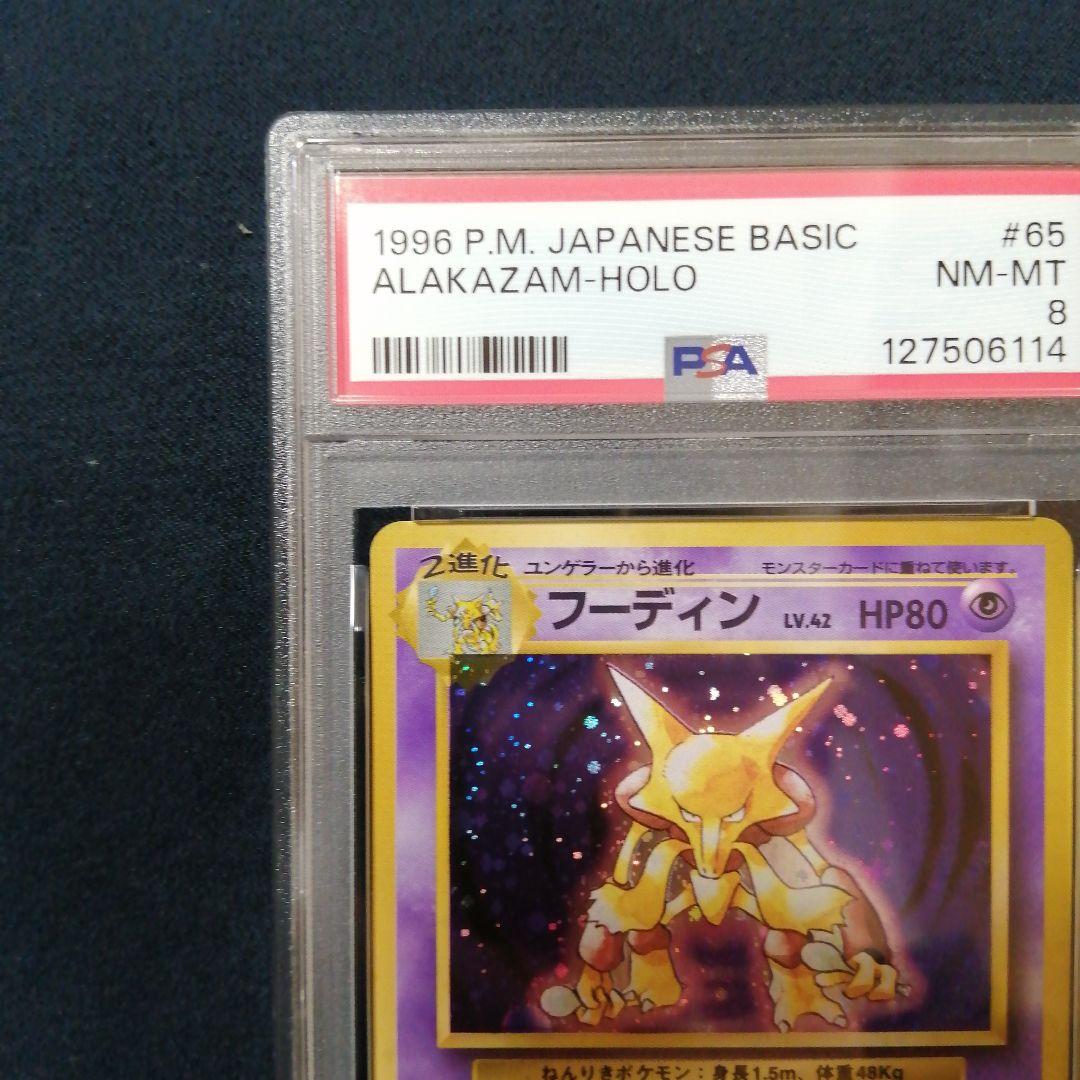 1996 P.M. JAPANESE BASIC #65
ALAKAZAM-HOLO NM-MT
8
PSA 127506114
2進化 ユンゲラーから進化 モンスターカードに重ねて使います。
フーディン LV.42 HP80
ねんりきポケモン：身長1.5m、体重48Kg